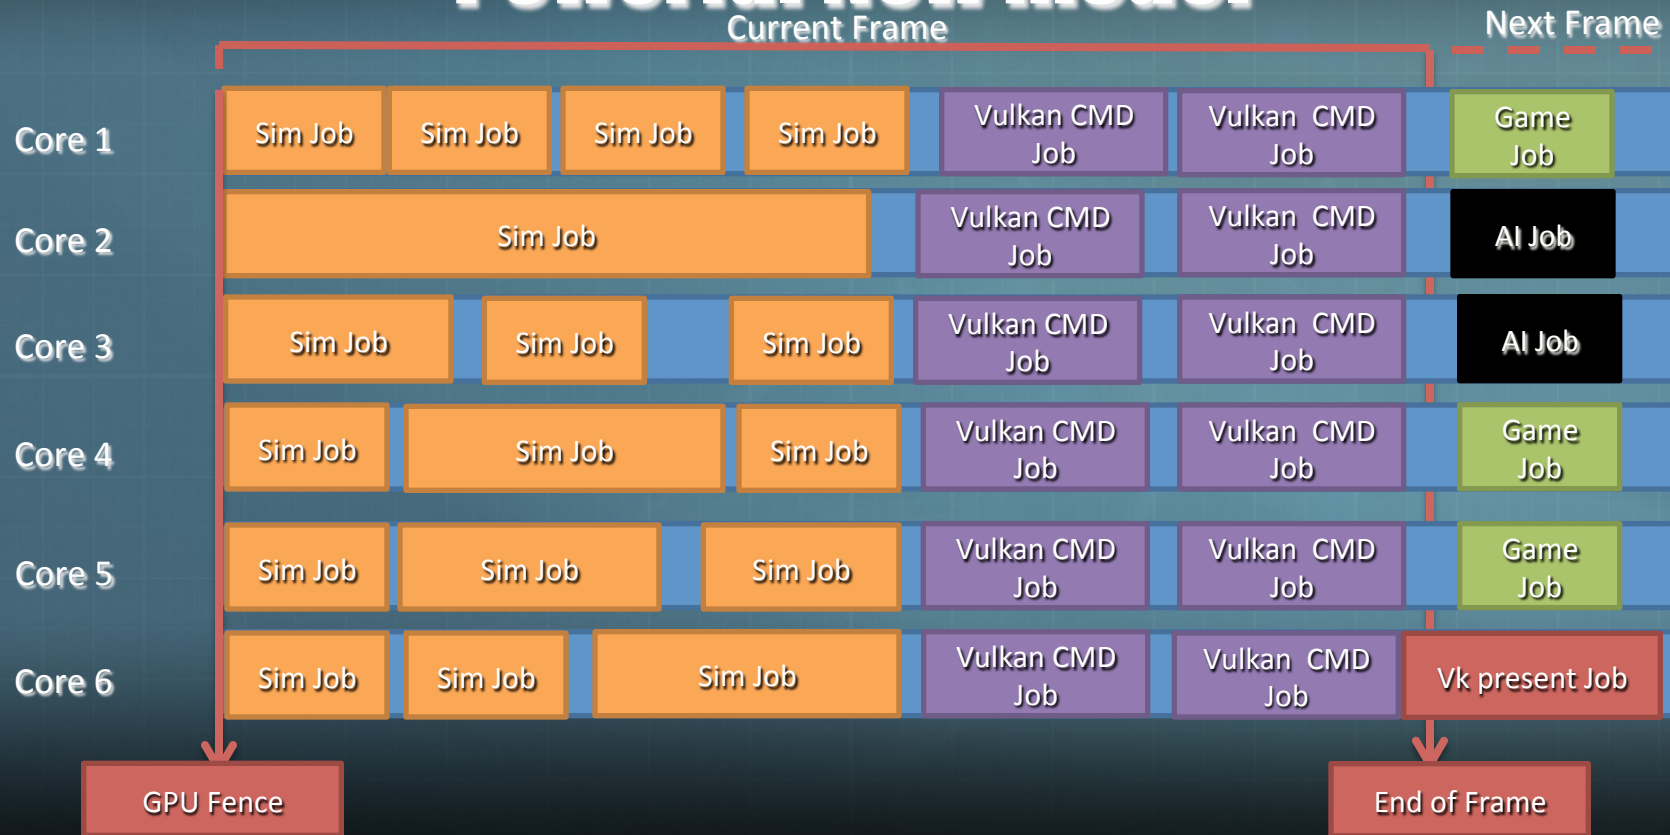 Current Frame
Next Frame
Core 1
Sim Job
Sim Job
Sim Job
Sim Job
Vulkan CMD
Job
Vulkan CMD
Job
Game
Job
Core 2
Sim Job
Vulkan CMD
Job
Vulkan CMD
Job
AI Job
Core 3
Sim Job
Sim Job
Sim Job
Vulkan CMD
Job
Vulkan CMD
Job
AI Job
Core 4
Sim Job
Sim Job
Sim Job
Vulkan CMD
Job
Vulkan CMD
Job
Game
Job
Core 5
Sim Job
Sim Job
Sim Job
Vulkan CMD
Job
Vulkan CMD
Job
Game
Job
Core 6
Sim Job
Sim Job
Sim Job
Vulkan CMD
Job
Vulkan CMD
Job
Vk present Job
GPU Fence
End of Frame